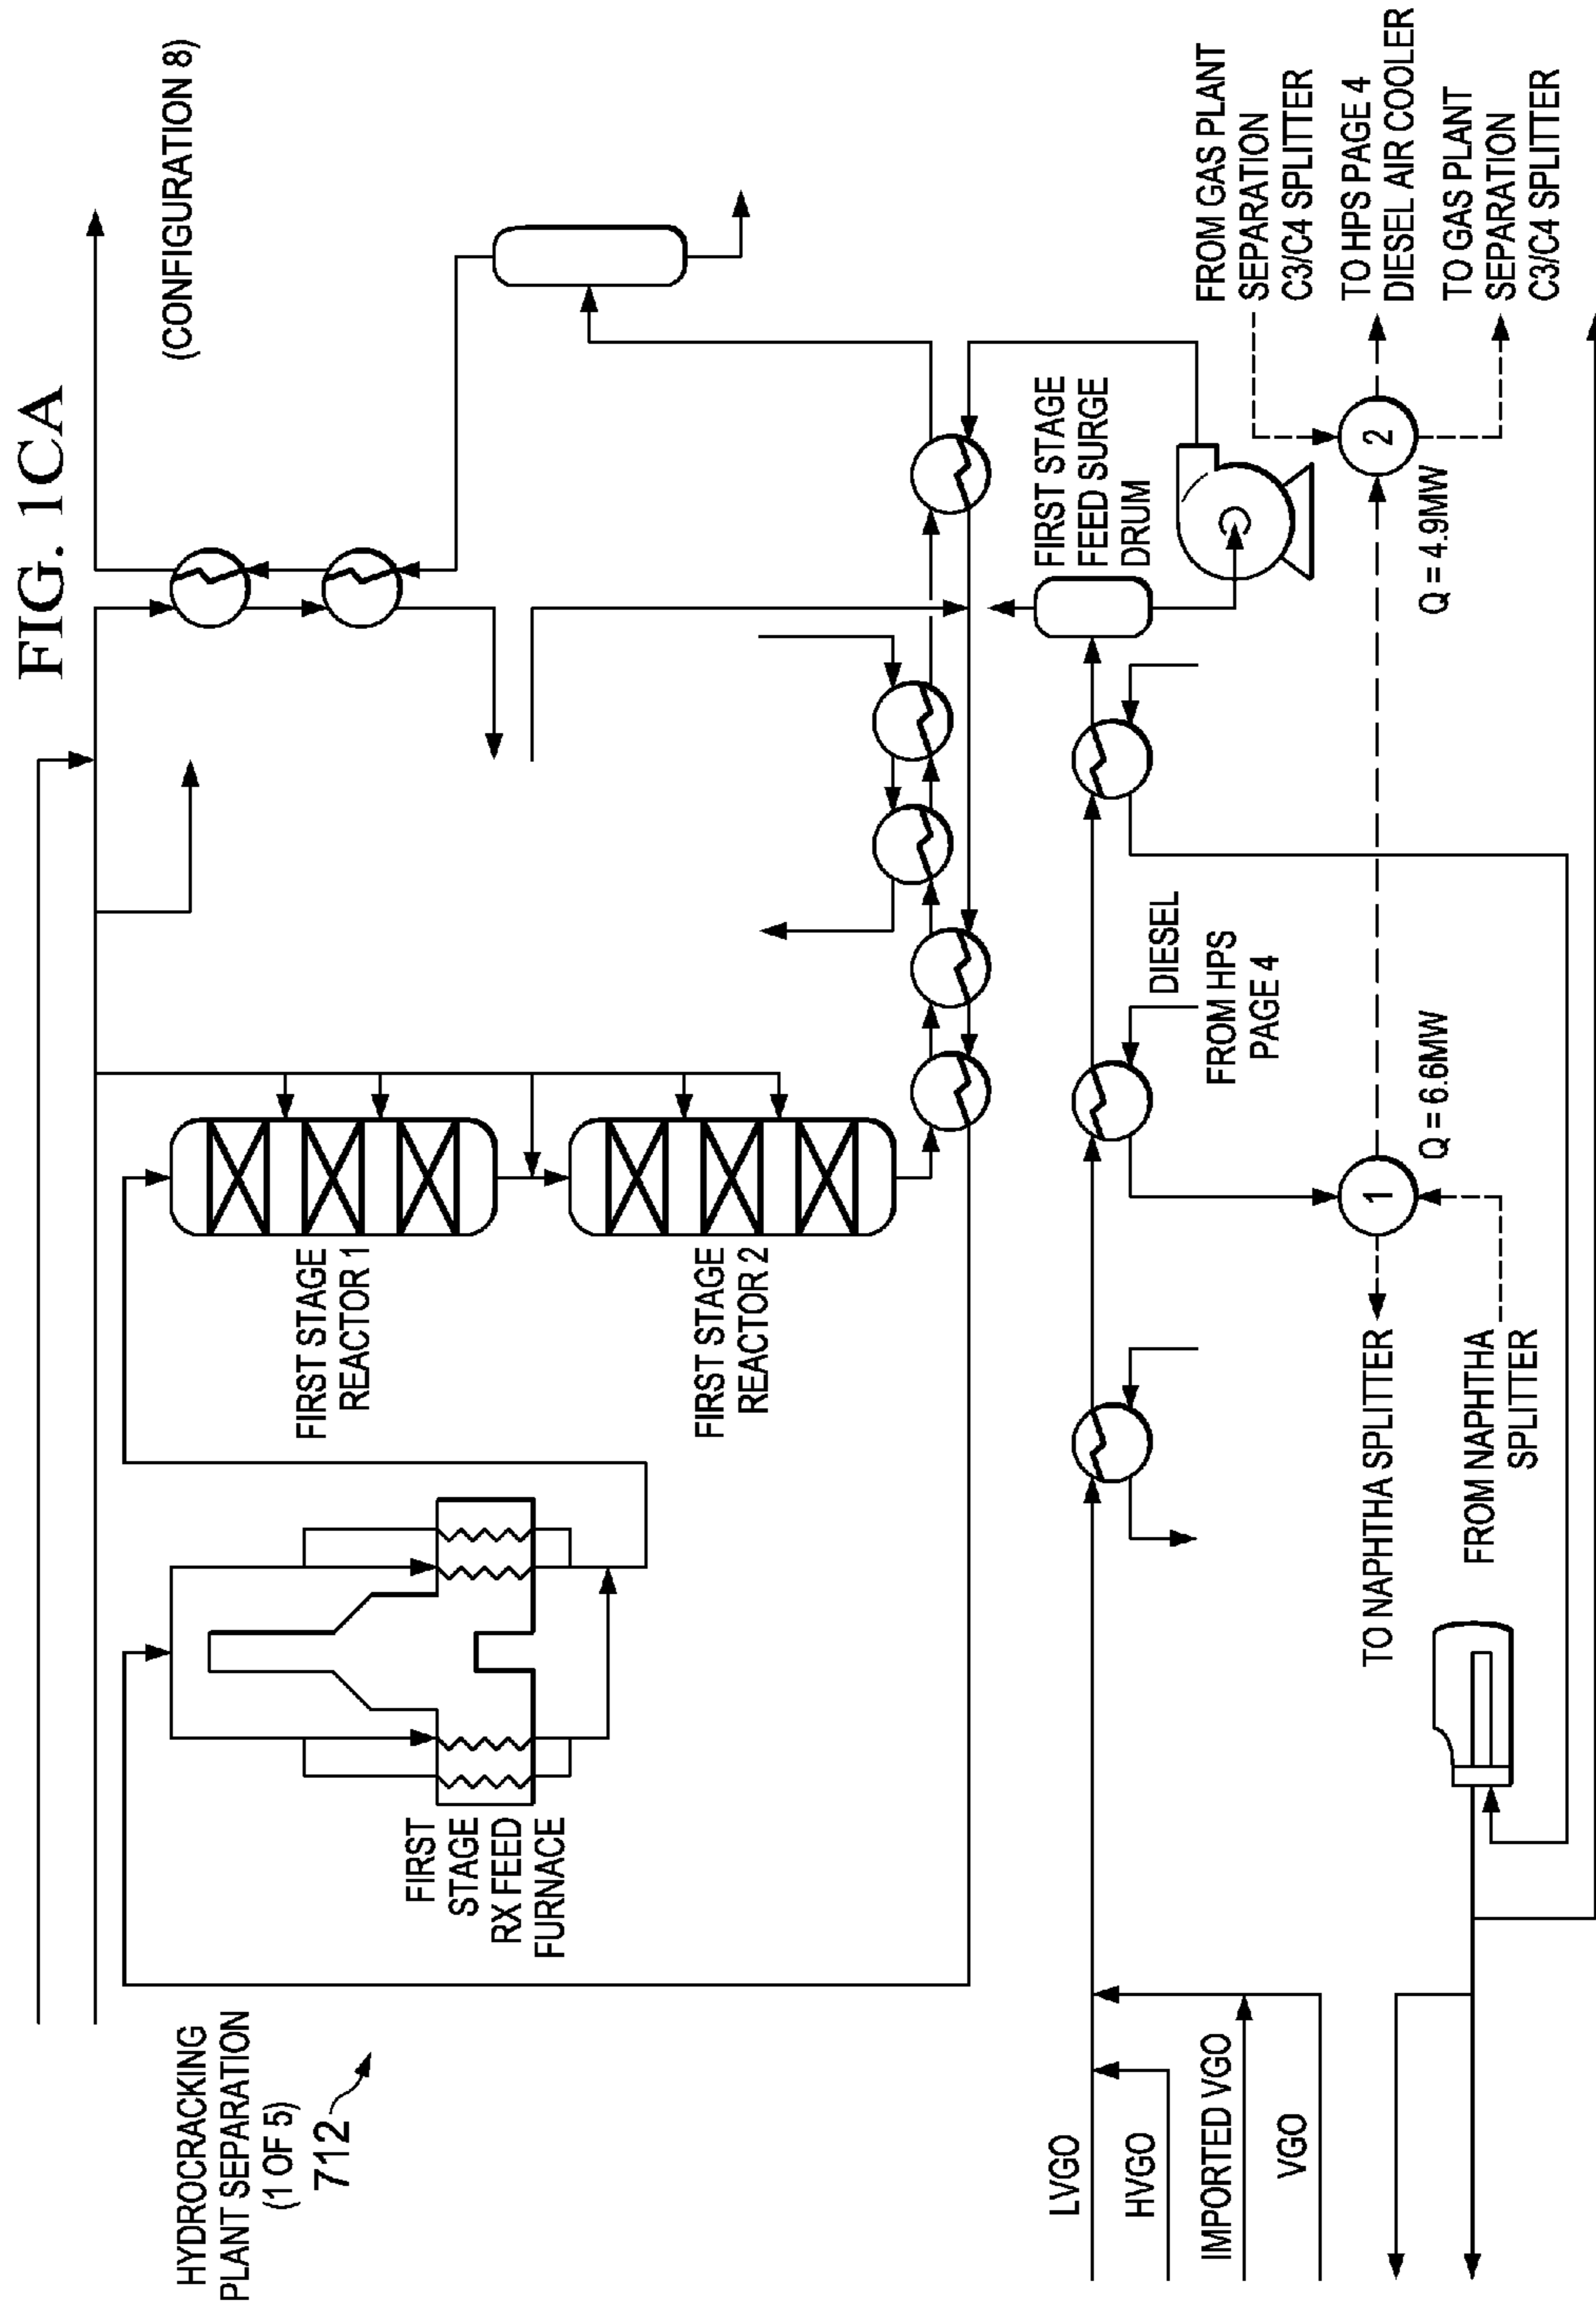 FIG. 1CA
(CONFIGURATION 8)
HYDROCRACKING
PLANT SEPARATION
(1 OF 5)
712
FIRST
STAGE
RX FEED
FURNACE
FIRST STAGE
REACTOR 1
FIRST STAGE
REACTOR 2
FIRST STAGE
FEED SURGE
DRUM
LVGO
HVGO
IMPORTED VGO
VGO
DIESEL
FROM HPS
PAGE 4
TO NAPHTHA SPLITTER
FROM NAPHTHA
SPLITTER
1
Q = 6.6MW
2
Q = 4.9MW
FROM GAS PLANT
SEPARATION
C3/C4 SPLITTER
TO HPS PAGE 4
DIESEL AIR COOLER
TO GAS PLANT
SEPARATION
C3/C4 SPLITTER